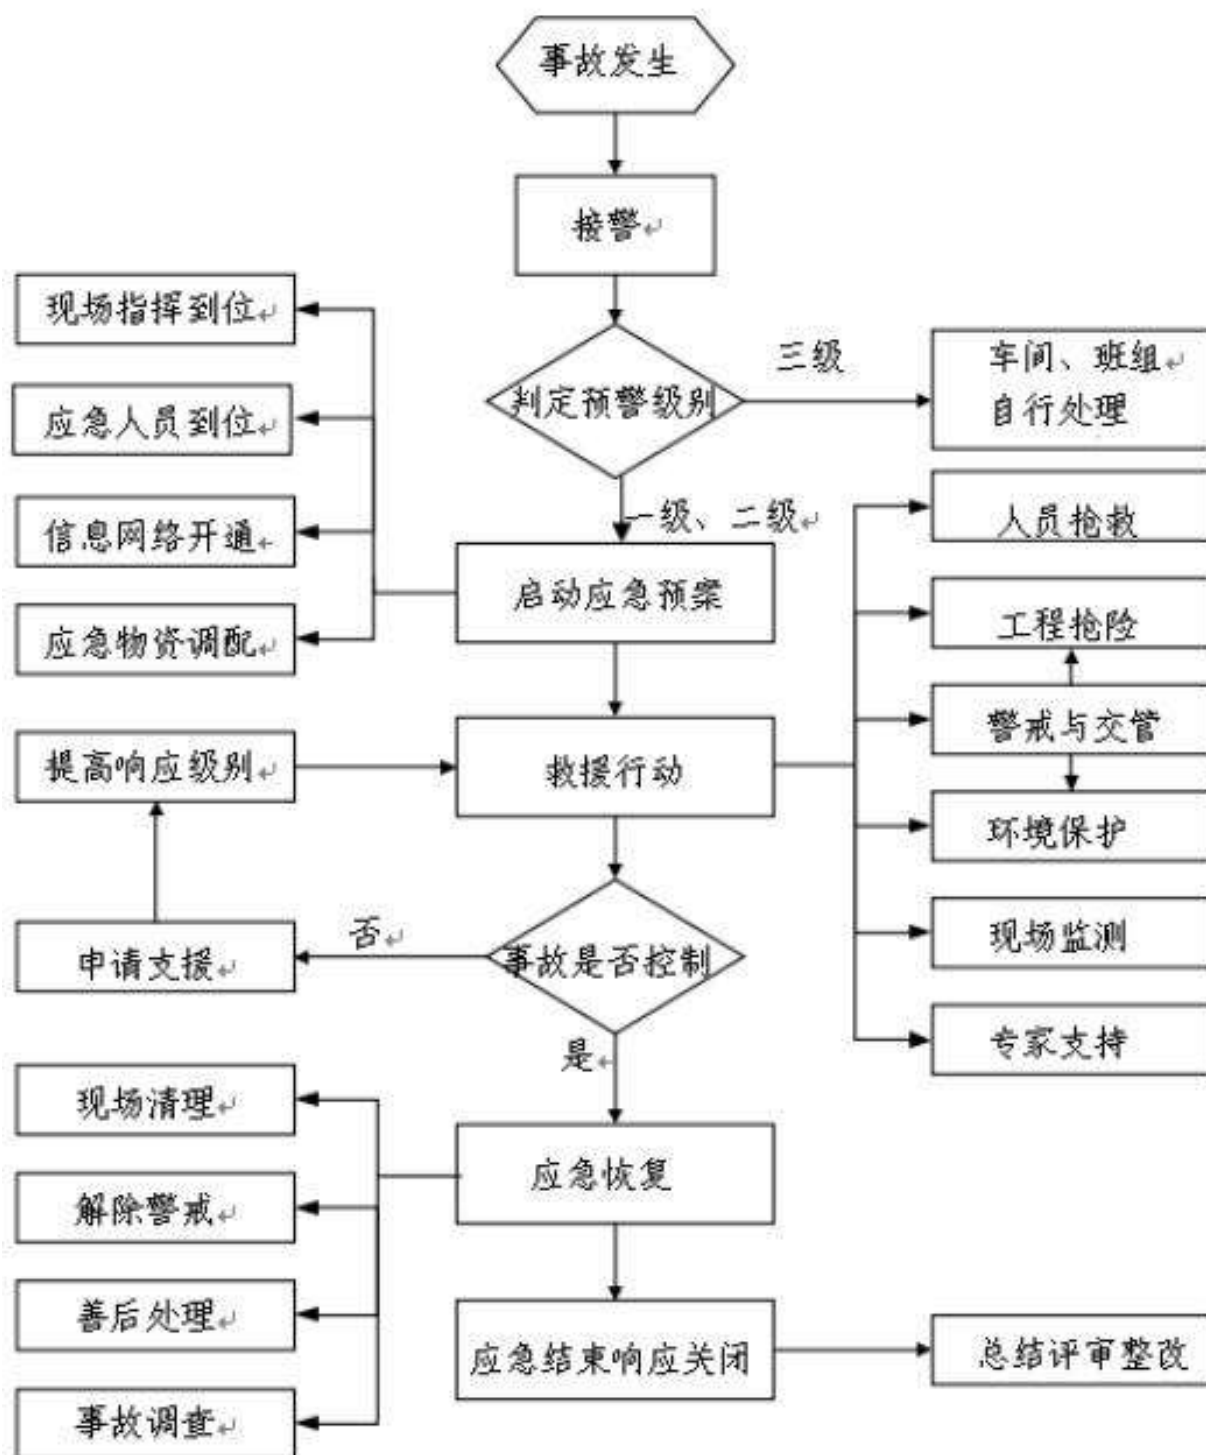 事故发生
接警
判定预警级别
三级
车间、班组
自行处理
一级、二级
启动应急预案
现场指挥到位
应急人员到位
信息网络开通
应急物资调配
救援行动
人员抢救
工程抢险
警戒与交管
环境保护
现场监测
专家支持
提高响应级别
申请支援
否
事故是否控制
是
应急恢复
现场清理
解除警戒
善后处理
事故调查
应急结束响应关闭
总结评审整改